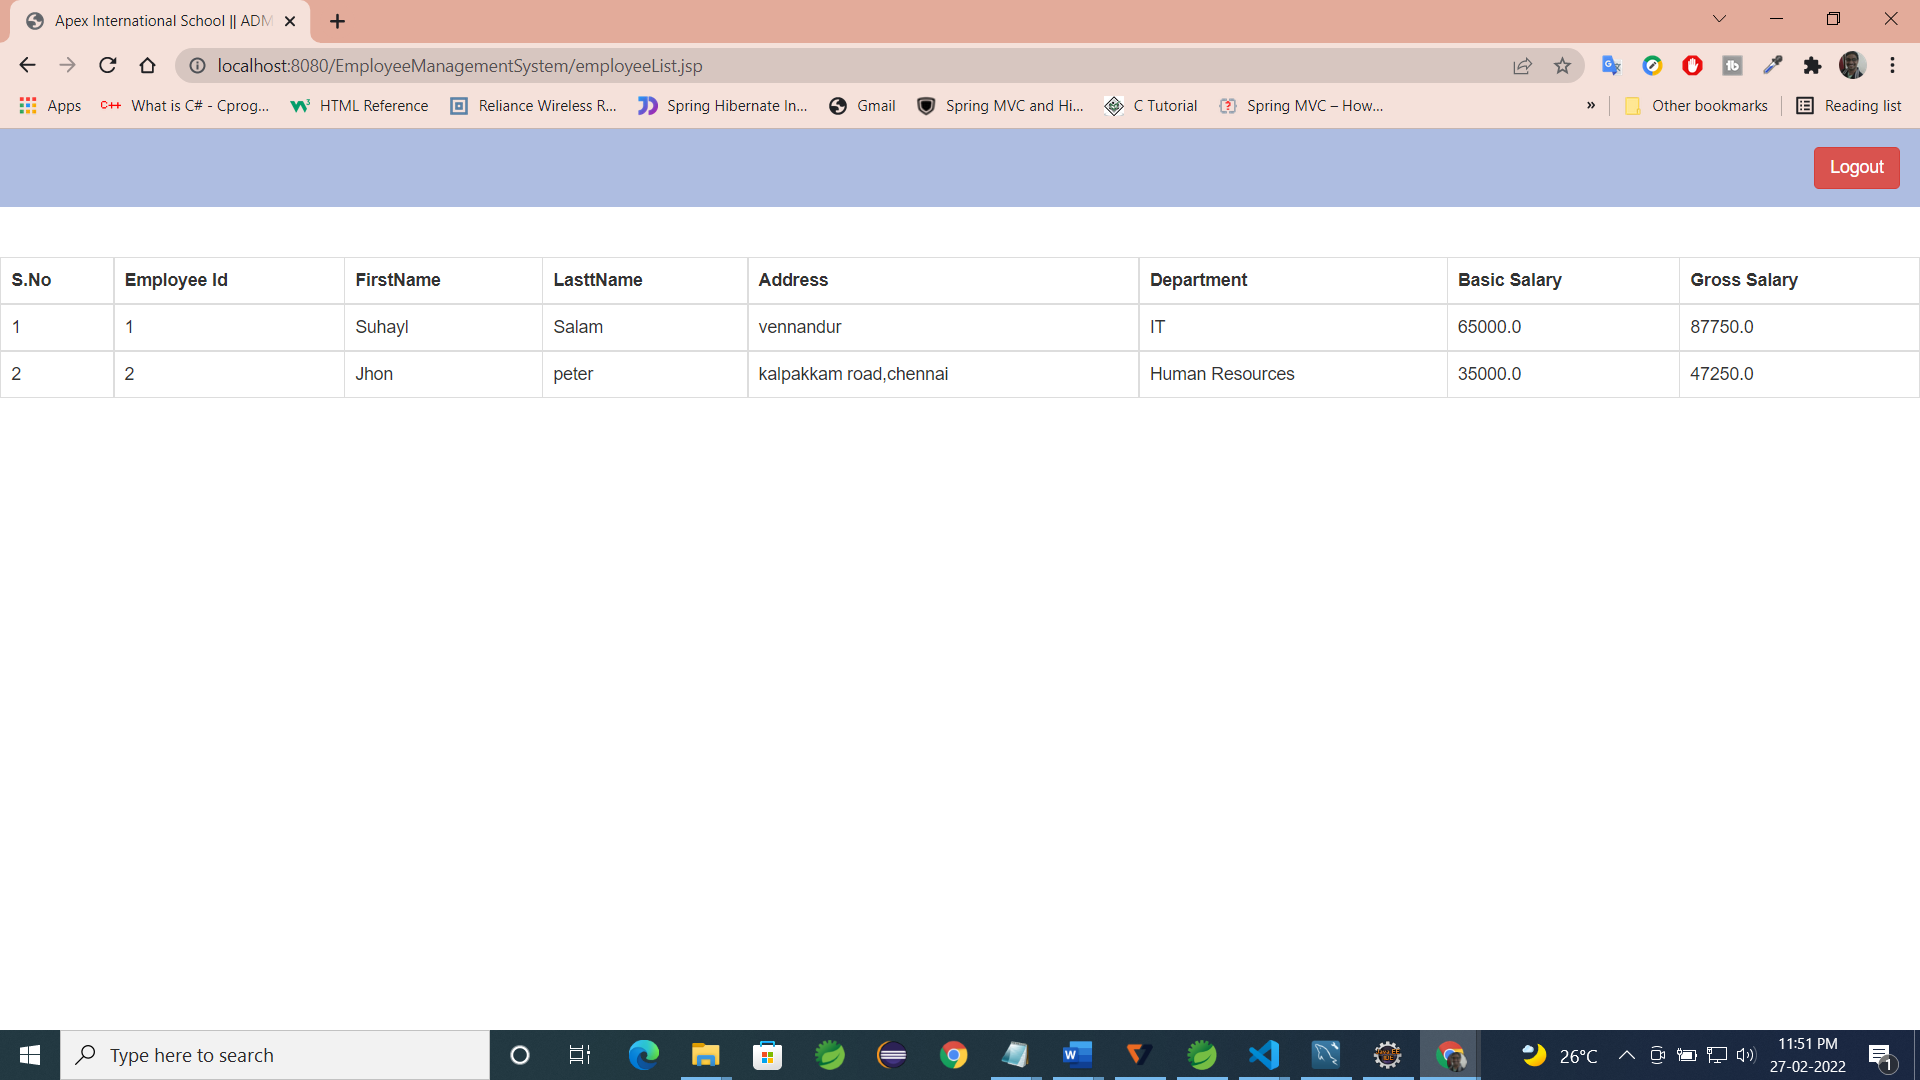 Apex International School || ADM
localhost:8080/EmployeeManagementSystem/employeeList.jsp
Apps C++ What is C# - Cprog... HTML Reference Reliance Wireless R... Spring Hibernate In... Gmail Spring MVC and Hi... C Tutorial Spring MVC – How... » Other bookmarks Reading list
Logout
S.No Employee Id FirstName LasttName Address Department Basic Salary Gross Salary
1 1 Suhayl Salam vennandur IT 65000.0 87750.0
2 2 Jhon peter kalpakkam road,chennai Human Resources 35000.0 47250.0
Type here to search 26°C 11:51 PM
27-02-2022 1